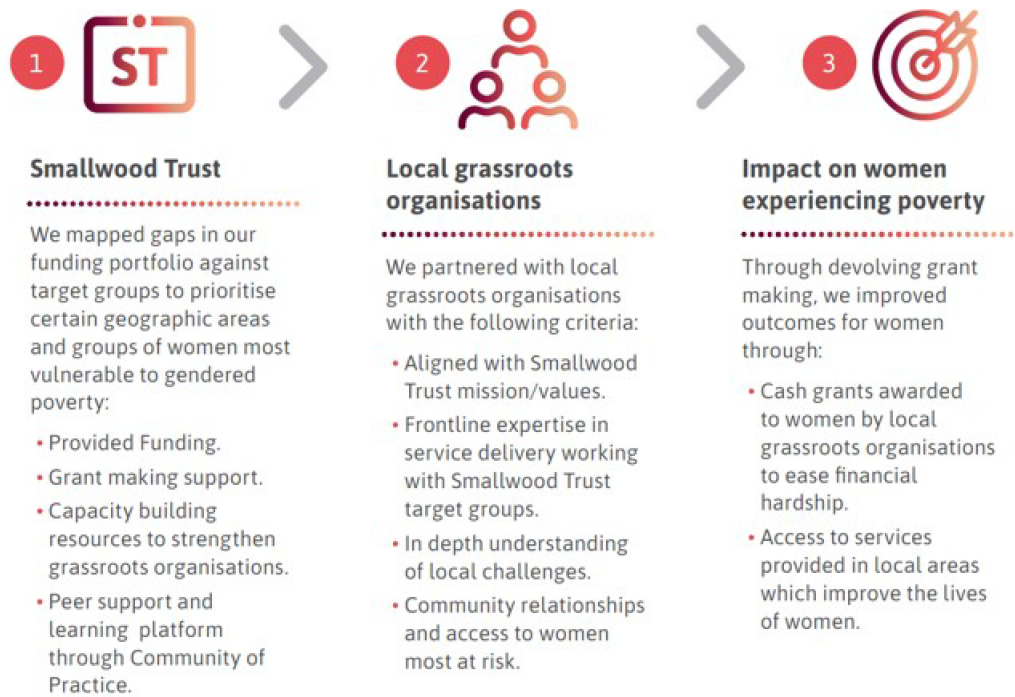 1
ST
Smallwood Trust
We mapped gaps in our
funding portfolio against
target groups to prioritise
certain geographic areas
and groups of women most
vulnerable to gendered
poverty:
• Provided Funding.
• Grant making support.
• Capacity building
resources to strengthen
grassroots organisations.
• Peer support and
learning platform
through Community of
Practice.
2
Local grassroots
organisations
We partnered with local
grassroots organisations
with the following criteria:
• Aligned with Smallwood
Trust mission/values.
• Frontline expertise in
service delivery working
with Smallwood Trust
target groups.
• In depth understanding
of local challenges.
• Community relationships
and access to women
most at risk.
3
Impact on women
experiencing poverty
Through devolving grant
making, we improved
outcomes for women
through:
• Cash grants awarded
to women by local
grassroots organisations
to ease financial
hardship.
• Access to services
provided in local areas
which improve the lives
of women.